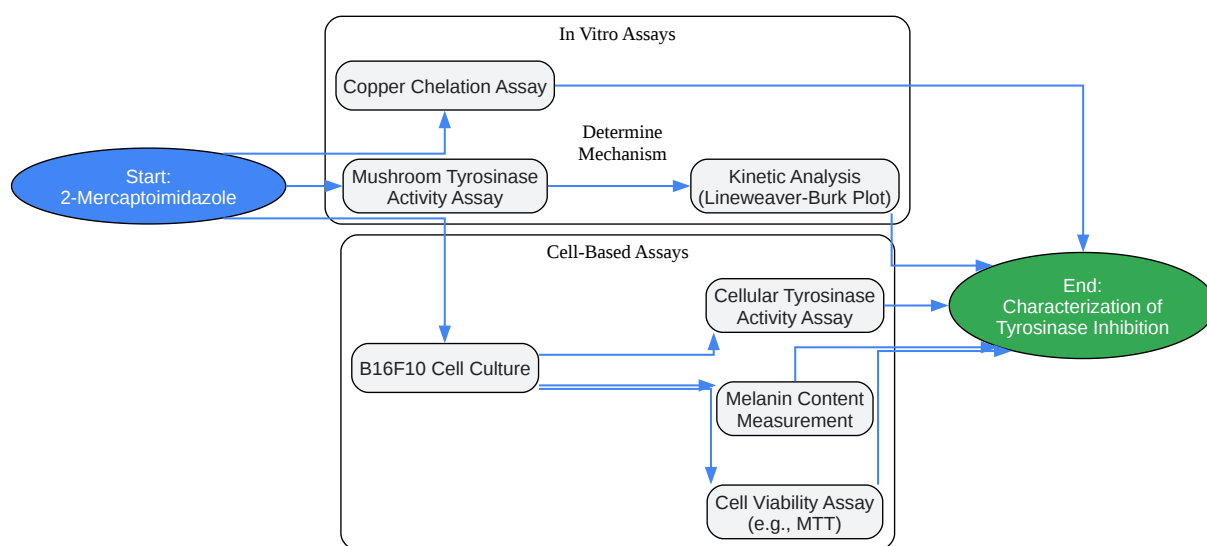 In Vitro Assays
Copper Chelation Assay
Determine
Mechanism
Start:
2-Mercaptoimidazole
Mushroom Tyrosinase
Activity Assay
Kinetic Analysis
(Lineweaver-Burk Plot)
Cell-Based Assays
Cellular Tyrosinase
Activity Assay
End:
Characterization of
Tyrosinase Inhibition
B16F10 Cell Culture
Melanin Content
Measurement
Cell Viability Assay
(e.g., MTT)